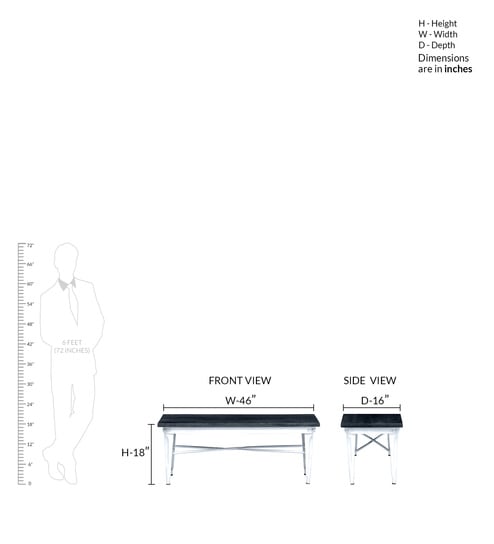 H - Height
W - Width
D - Depth
Dimensions
are in inches
72"
66"
60"
54"
48"
42"
36"
30"
24"
18"
12"
6"
0
6 FEET
(72 INCHES)
FRONT VIEW
SIDE VIEW
W-46"
D-16"
H-18"